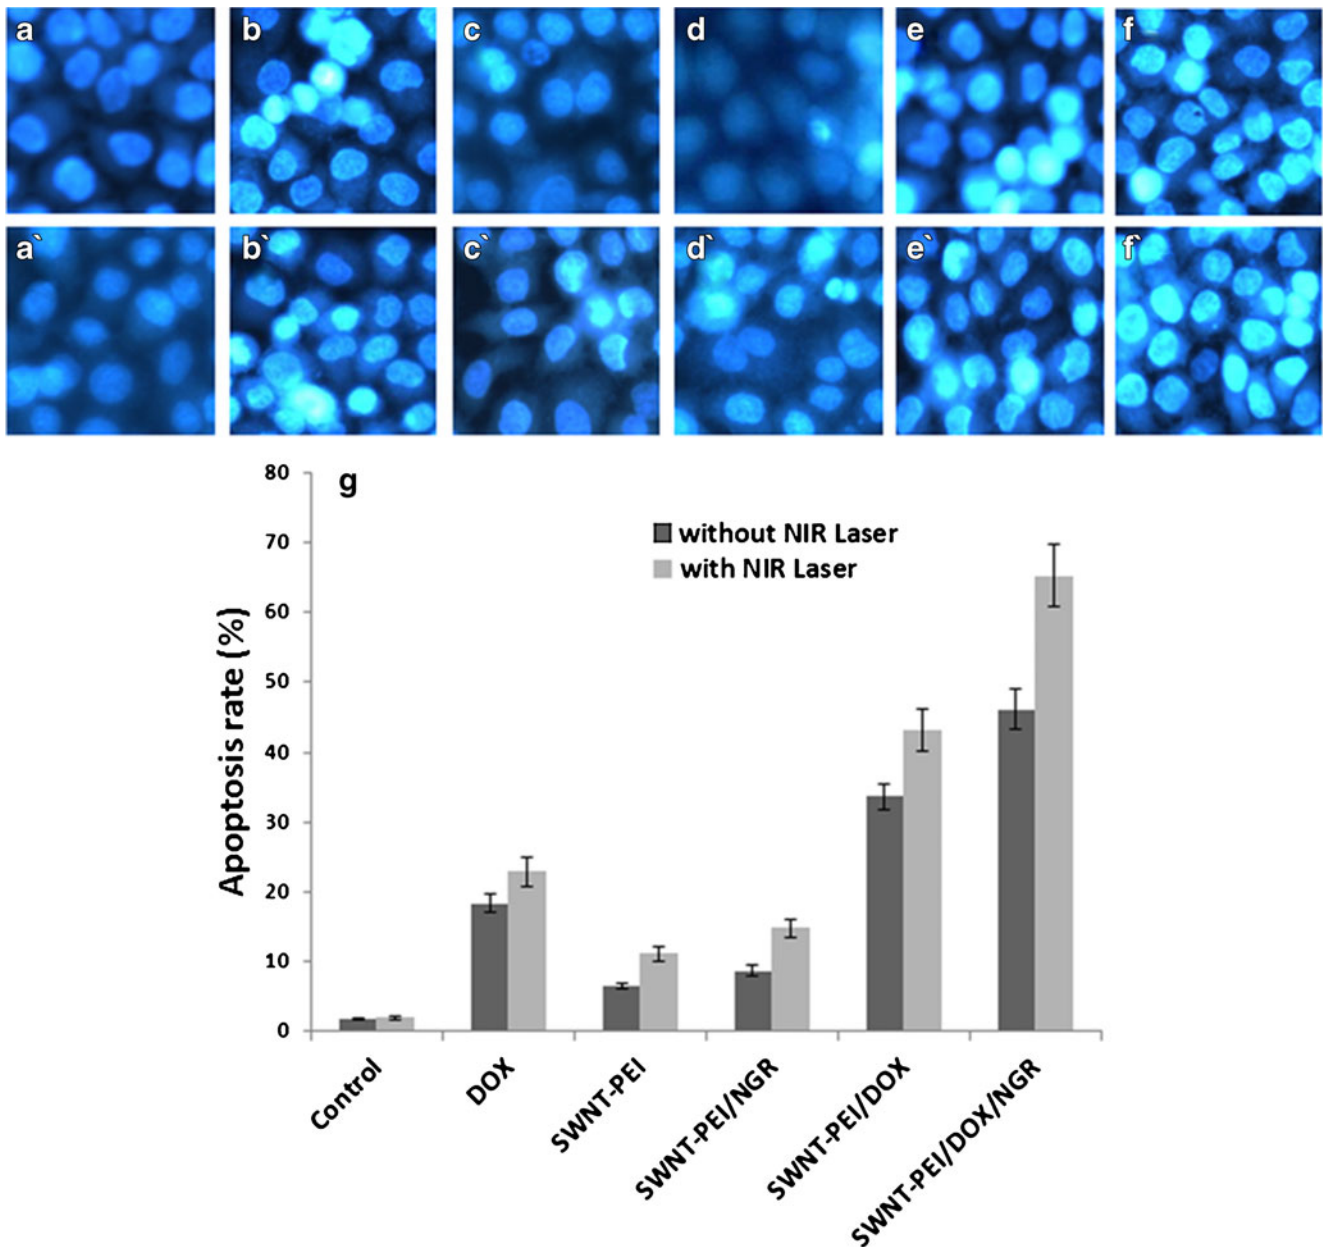 a b c d e f
a` b` c` d` e` f`
g
80
70
60
50
40
30
20
10
0
Apoptosis rate (%)
without NIR Laser
with NIR Laser
Control
DOX
SWNT-PEI
SWNT-PEI/NGR
SWNT-PEI/DOX
SWNT-PEI/DOX/NGR